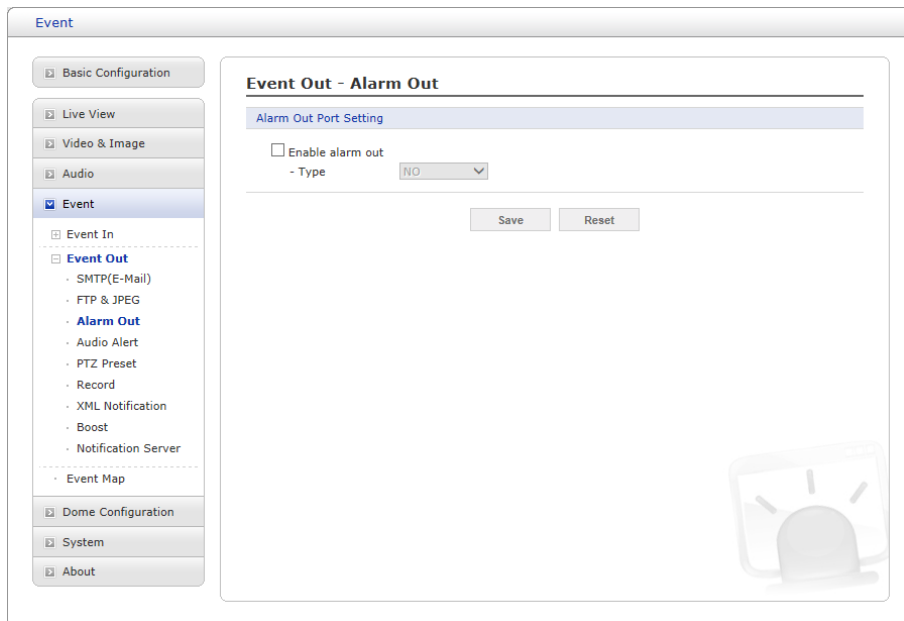 Event
Basic Configuration
Live View
Video & Image
Audio
Event
Event In
Event Out
SMTP(E-Mail)
FTP & JPEG
Alarm Out
Audio Alert
PTZ Preset
Record
XML Notification
Boost
Notification Server
Event Map
Dome Configuration
System
About
Event Out - Alarm Out
Alarm Out Port Setting
Enable alarm out
- Type NO
Save Reset